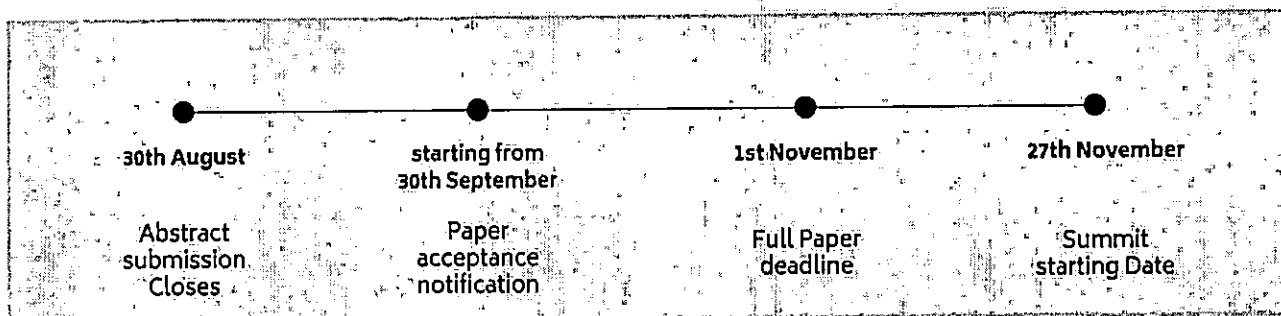 30th August
Abstract
submission
Closes
starting from
30th September
Paper
acceptance
notification
1st November
Full Paper
deadline
27th November
Summit
starting Date